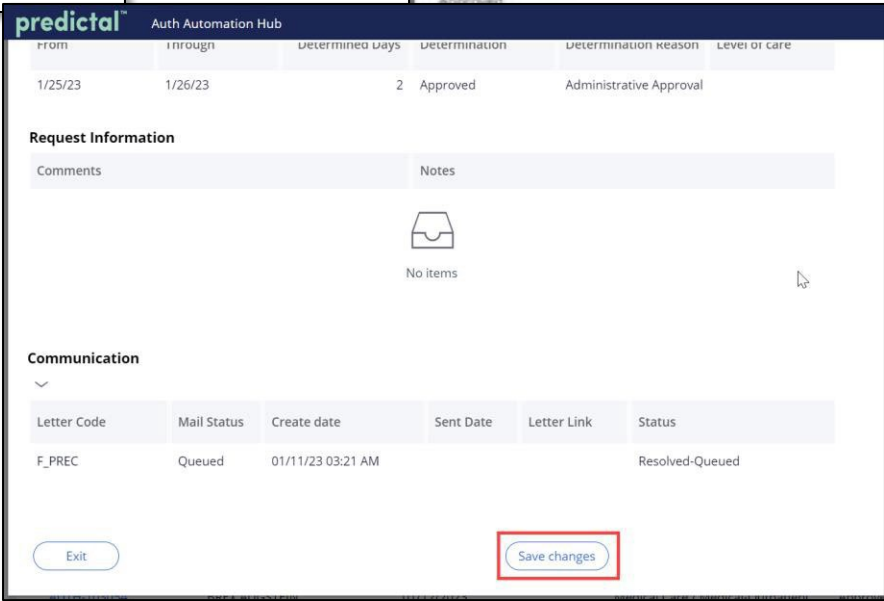 predictal™ Auth Automation Hub
From Through Determined Days Determination Determination Reason Level of care
1/25/23 1/26/23 2 Approved Administrative Approval
Request Information
Comments Notes
No items
Communication
Letter Code Mail Status Create date Sent Date Letter Link Status
F_PREC Queued 01/11/23 03:21 AM Resolved-Queued
Exit Save changes